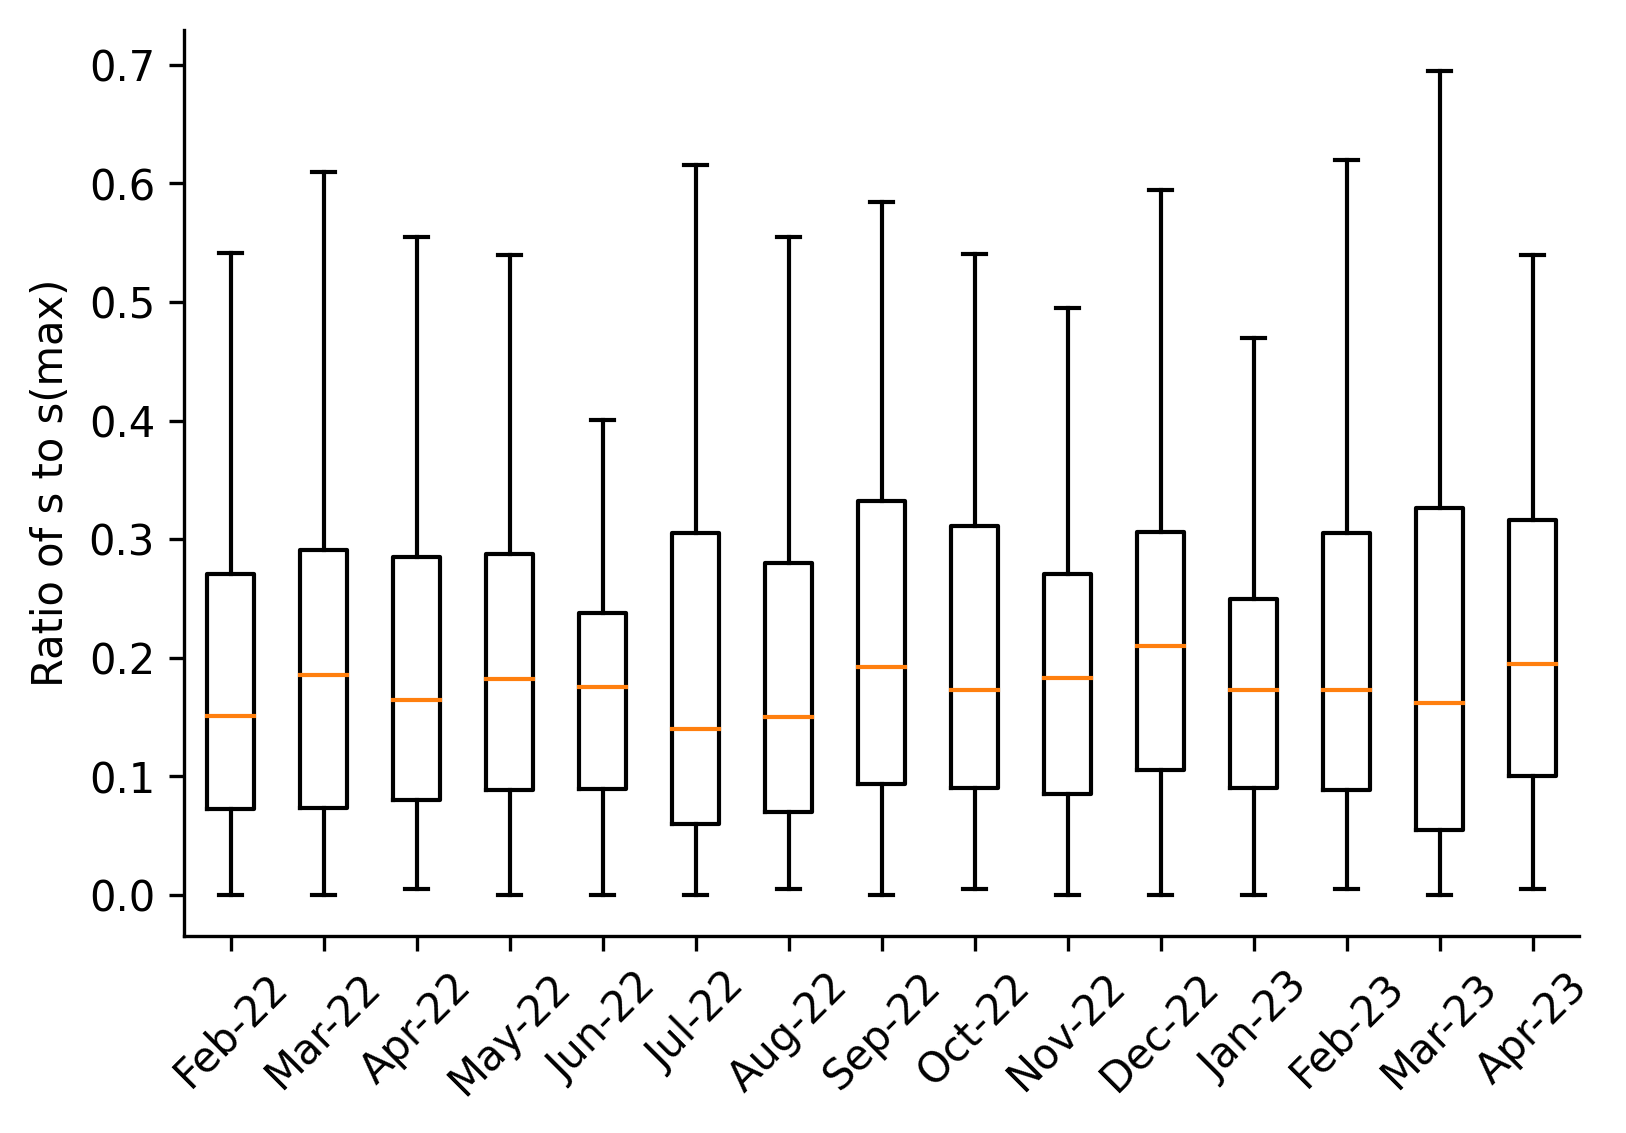 Ratio of s to s(max)
0.7
0.6
0.5
0.4
0.3
0.2
0.1
0.0
Feb-22
Mar-22
Apr-22
May-22
Jun-22
Jul-22
Aug-22
Sep-22
Oct-22
Nov-22
Dec-22
Jan-23
Feb-23
Mar-23
Apr-23